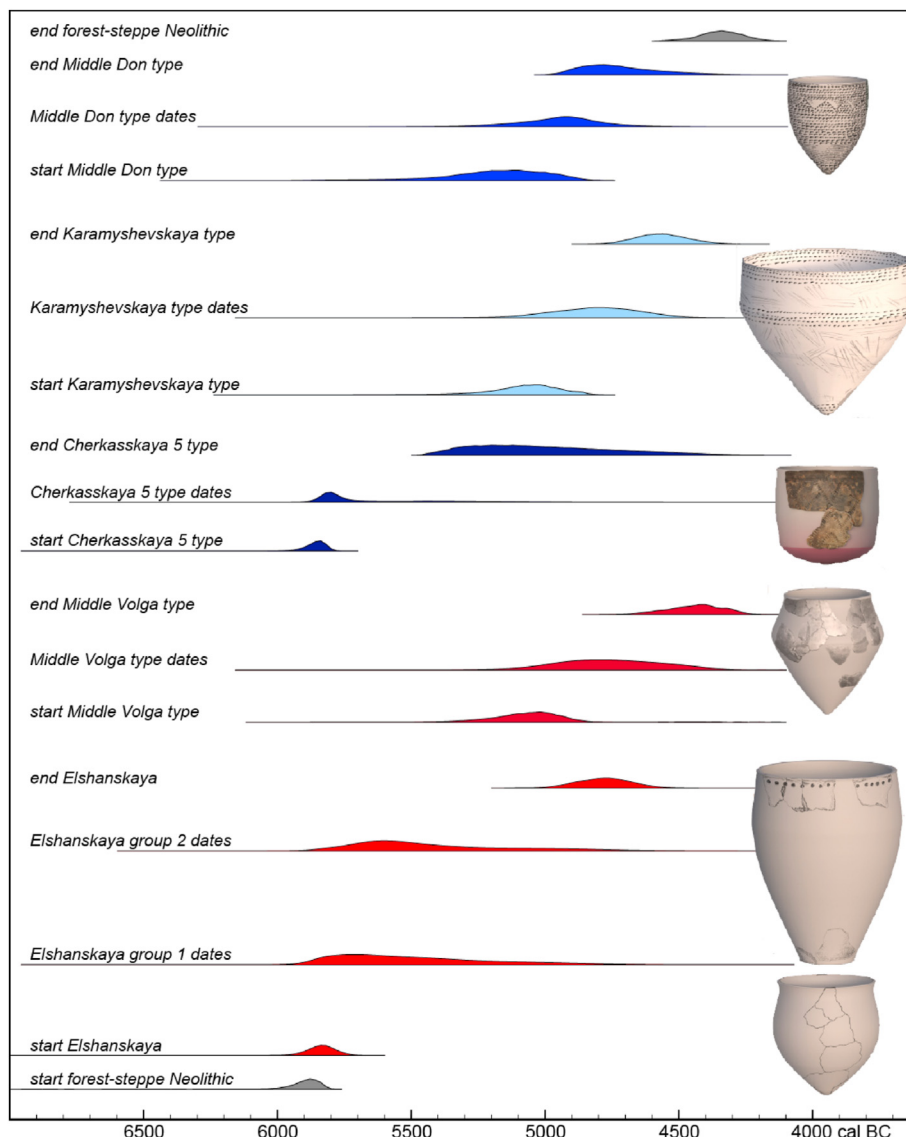 end forest-steppe Neolithic
end Middle Don type
Middle Don type dates
start Middle Don type
end Karamyshevskaya type
Karamyshevskaya type dates
start Karamyshevskaya type
end Cherkasskaya 5 type
Cherkasskaya 5 type dates
start Cherkasskaya 5 type
end Middle Volga type
Middle Volga type dates
start Middle Volga type
end Elshanskaya
Elshanskaya group 2 dates
Elshanskaya group 1 dates
start Elshanskaya
start forest-steppe Neolithic
6500 6000 5500 5000 4500 4000 cal BC